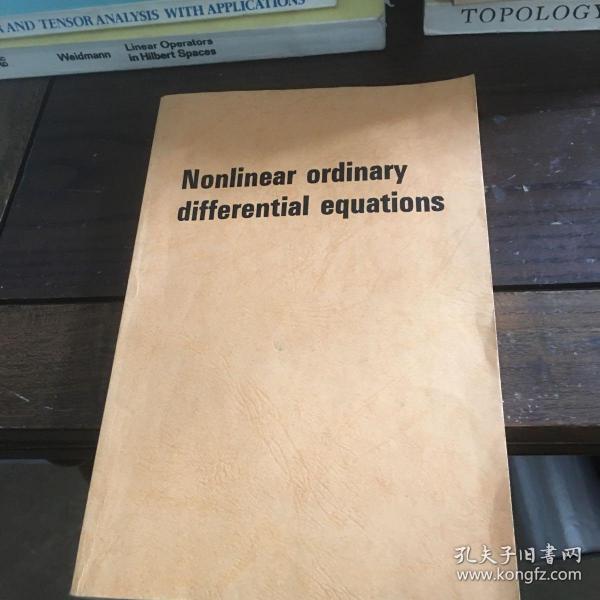 N AND TENSOR ANALYSIS WITH APPLICATIONS
Weidmann Linear Operators
in Hilbert Spaces
TOPOLOGY
Nonlinear ordinary
differential equations
孔夫子旧書网
www.kongfz.com